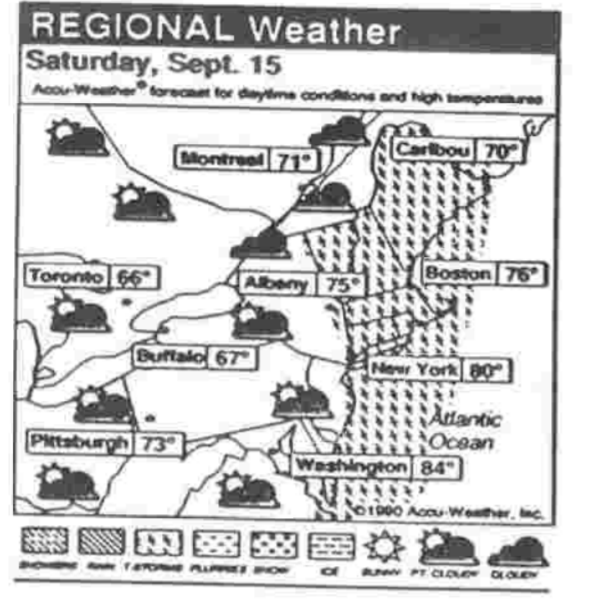 REGIONAL Weather
Saturday, Sept. 15
Accu-Weather® forecast for daytime conditions and high temperatures
Montreal 71°
Caribou 70°
Toronto 66°
Albany 75°
Boston 76°
Buffalo 67°
New York 80°
Atlantic
Ocean
Pittsburgh 73°
Washington 84°
©1990 Accu-Weather, Inc.
SHOWERS RAIN T-STORMS FLURRIES SNOW ICE SUNNY PT. CLOUDY CLOUDY